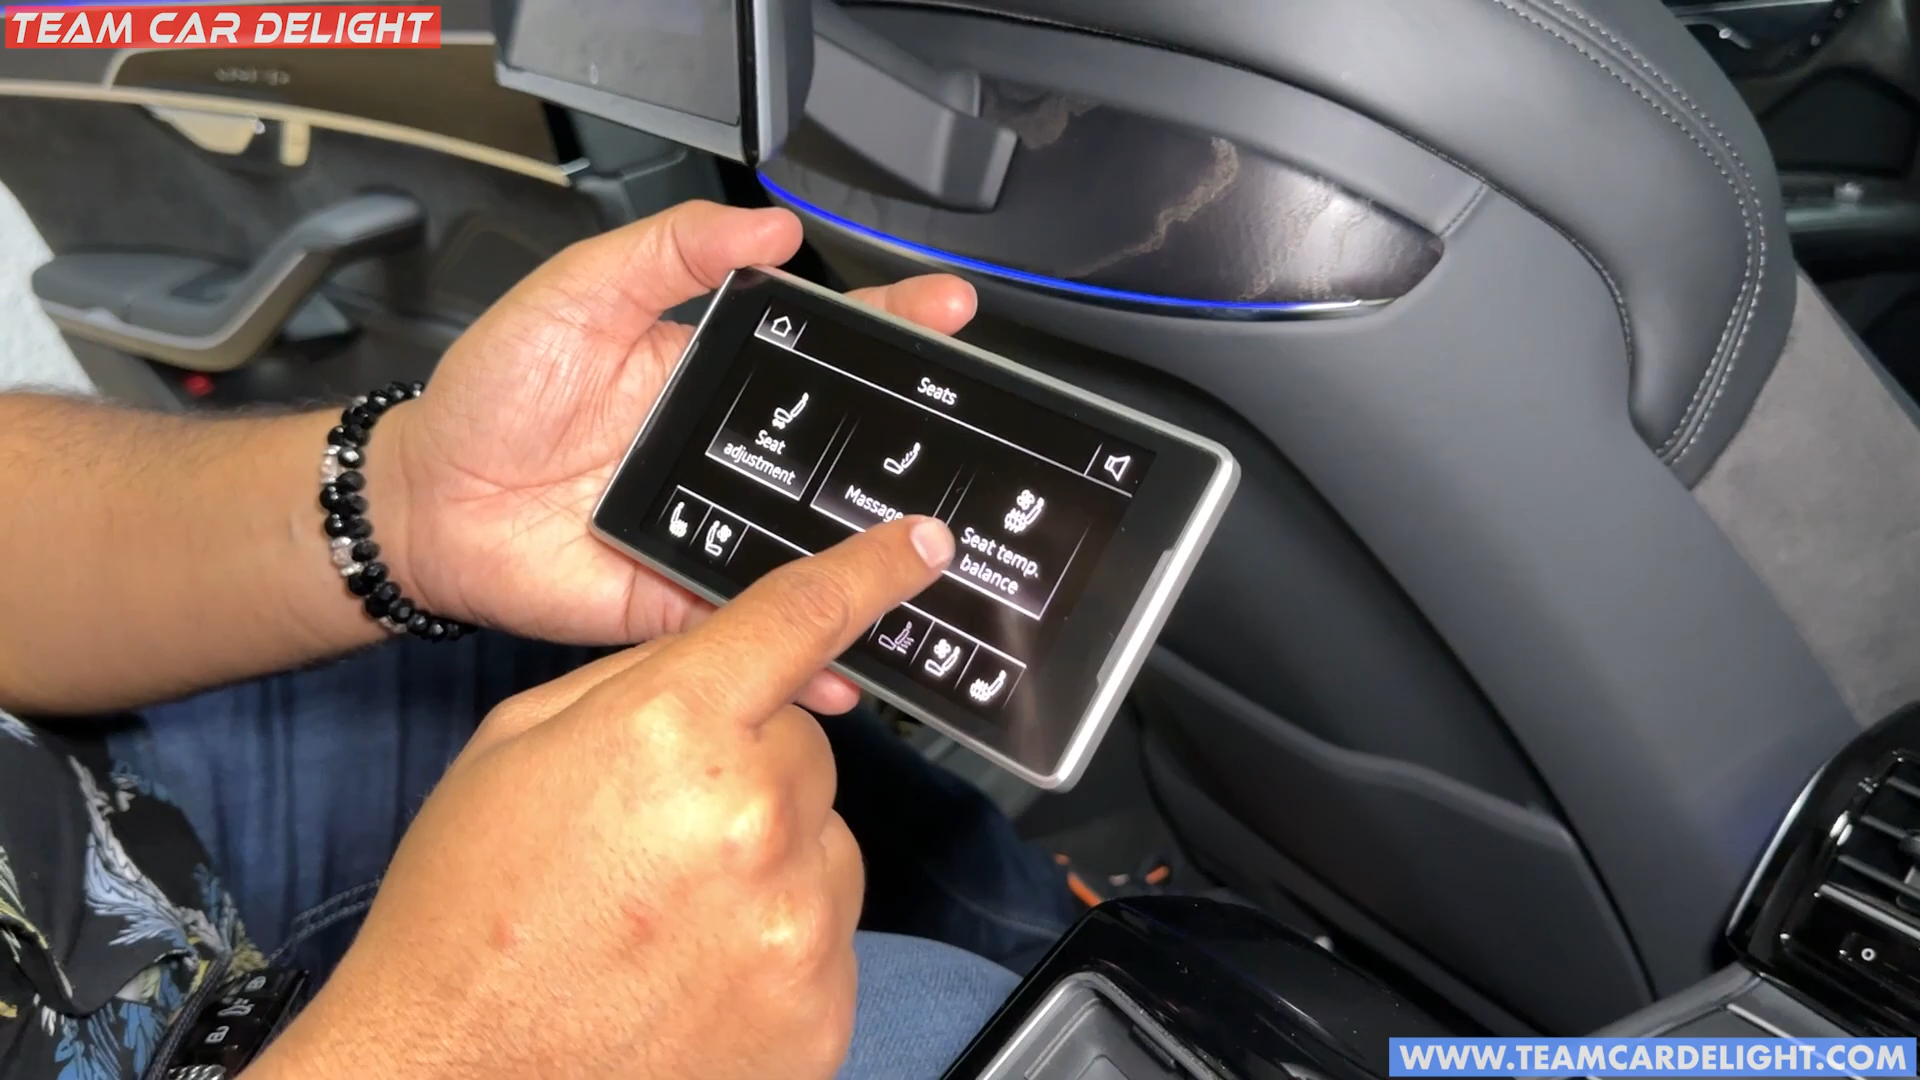 TEAM CAR DELIGHT
Seats
Seat
adjustment
Massage
Seat temp.
balance
WWW.TEAMCARDELIGHT.COM